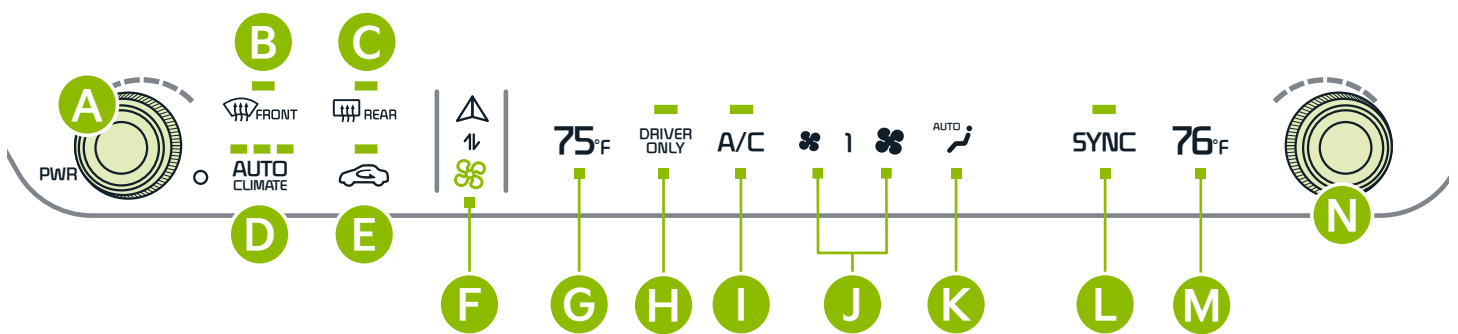 B C
A
FRONT REAR
PWR AUTO
CLIMATE
75°F DRIVER
ONLY A/C 1 AUTO SYNC 76°F
D E N
F G H I J K L M